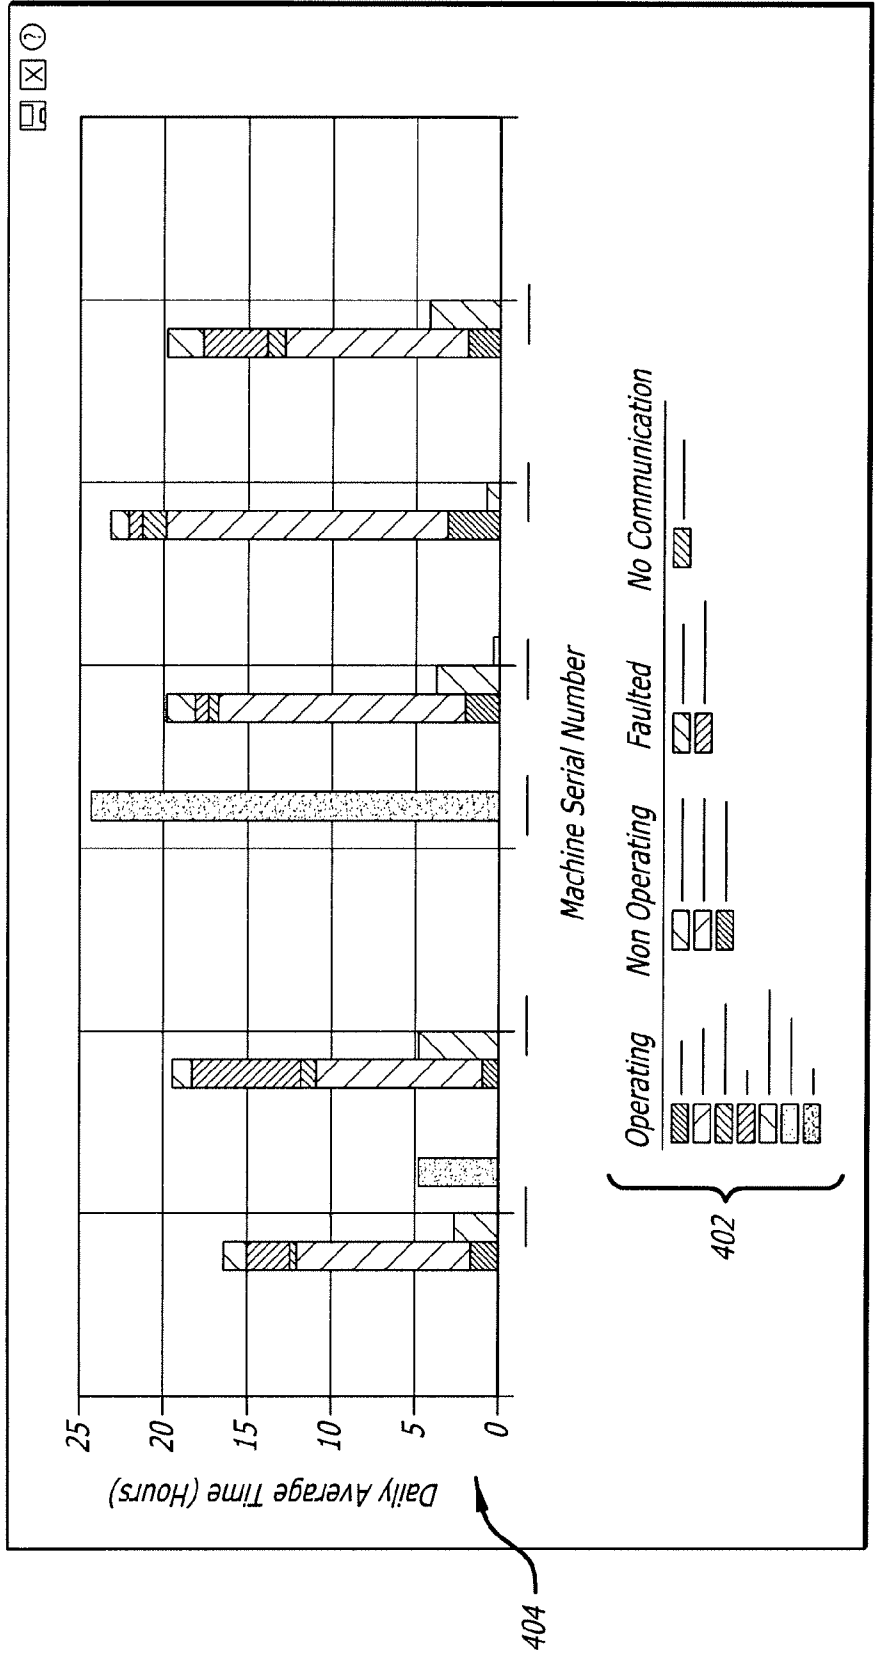 X ?
Daily Average Time (Hours)
25
20
15
10
5
0
Machine Serial Number
Operating Non Operating Faulted No Communication
402
404